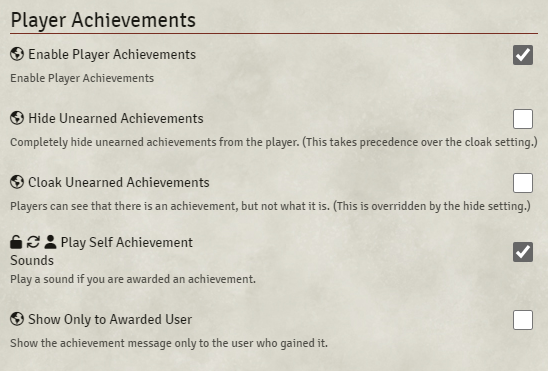 Player Achievements
Enable Player Achievements
Enable Player Achievements
Hide Unearned Achievements
Completely hide unearned achievements from the player. (This takes precedence over the cloak setting.)
Cloak Unearned Achievements
Players can see that there is an achievement, but not what it is. (This is overridden by the hide setting.)
Play Self Achievement
Sounds
Play a sound if you are awarded an achievement.
Show Only to Awarded User
Show the achievement message only to the user who gained it.